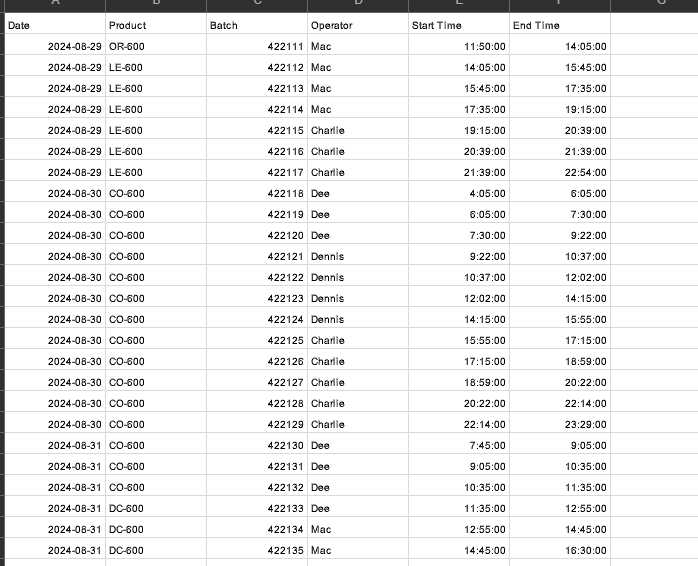 A B C D E F G
Date Product Batch Operator Start Time End Time
2024-08-29 OR-600 422111 Mac 11:50:00 14:05:00
2024-08-29 LE-600 422112 Mac 14:05:00 15:45:00
2024-08-29 LE-600 422113 Mac 15:45:00 17:35:00
2024-08-29 LE-600 422114 Mac 17:35:00 19:15:00
2024-08-29 LE-600 422115 Charlie 19:15:00 20:39:00
2024-08-29 LE-600 422116 Charlie 20:39:00 21:39:00
2024-08-29 LE-600 422117 Charlie 21:39:00 22:54:00
2024-08-30 CO-600 422118 Dee 4:05:00 6:05:00
2024-08-30 CO-600 422119 Dee 6:05:00 7:30:00
2024-08-30 CO-600 422120 Dee 7:30:00 9:22:00
2024-08-30 CO-600 422121 Dennis 9:22:00 10:37:00
2024-08-30 CO-600 422122 Dennis 10:37:00 12:02:00
2024-08-30 CO-600 422123 Dennis 12:02:00 14:15:00
2024-08-30 CO-600 422124 Dennis 14:15:00 15:55:00
2024-08-30 CO-600 422125 Charlie 15:55:00 17:15:00
2024-08-30 CO-600 422126 Charlie 17:15:00 18:59:00
2024-08-30 CO-600 422127 Charlie 18:59:00 20:22:00
2024-08-30 CO-600 422128 Charlie 20:22:00 22:14:00
2024-08-30 CO-600 422129 Charlie 22:14:00 23:29:00
2024-08-31 CO-600 422130 Dee 7:45:00 9:05:00
2024-08-31 CO-600 422131 Dee 9:05:00 10:35:00
2024-08-31 CO-600 422132 Dee 10:35:00 11:35:00
2024-08-31 DC-600 422133 Dee 11:35:00 12:55:00
2024-08-31 DC-600 422134 Mac 12:55:00 14:45:00
2024-08-31 DC-600 422135 Mac 14:45:00 16:30:00